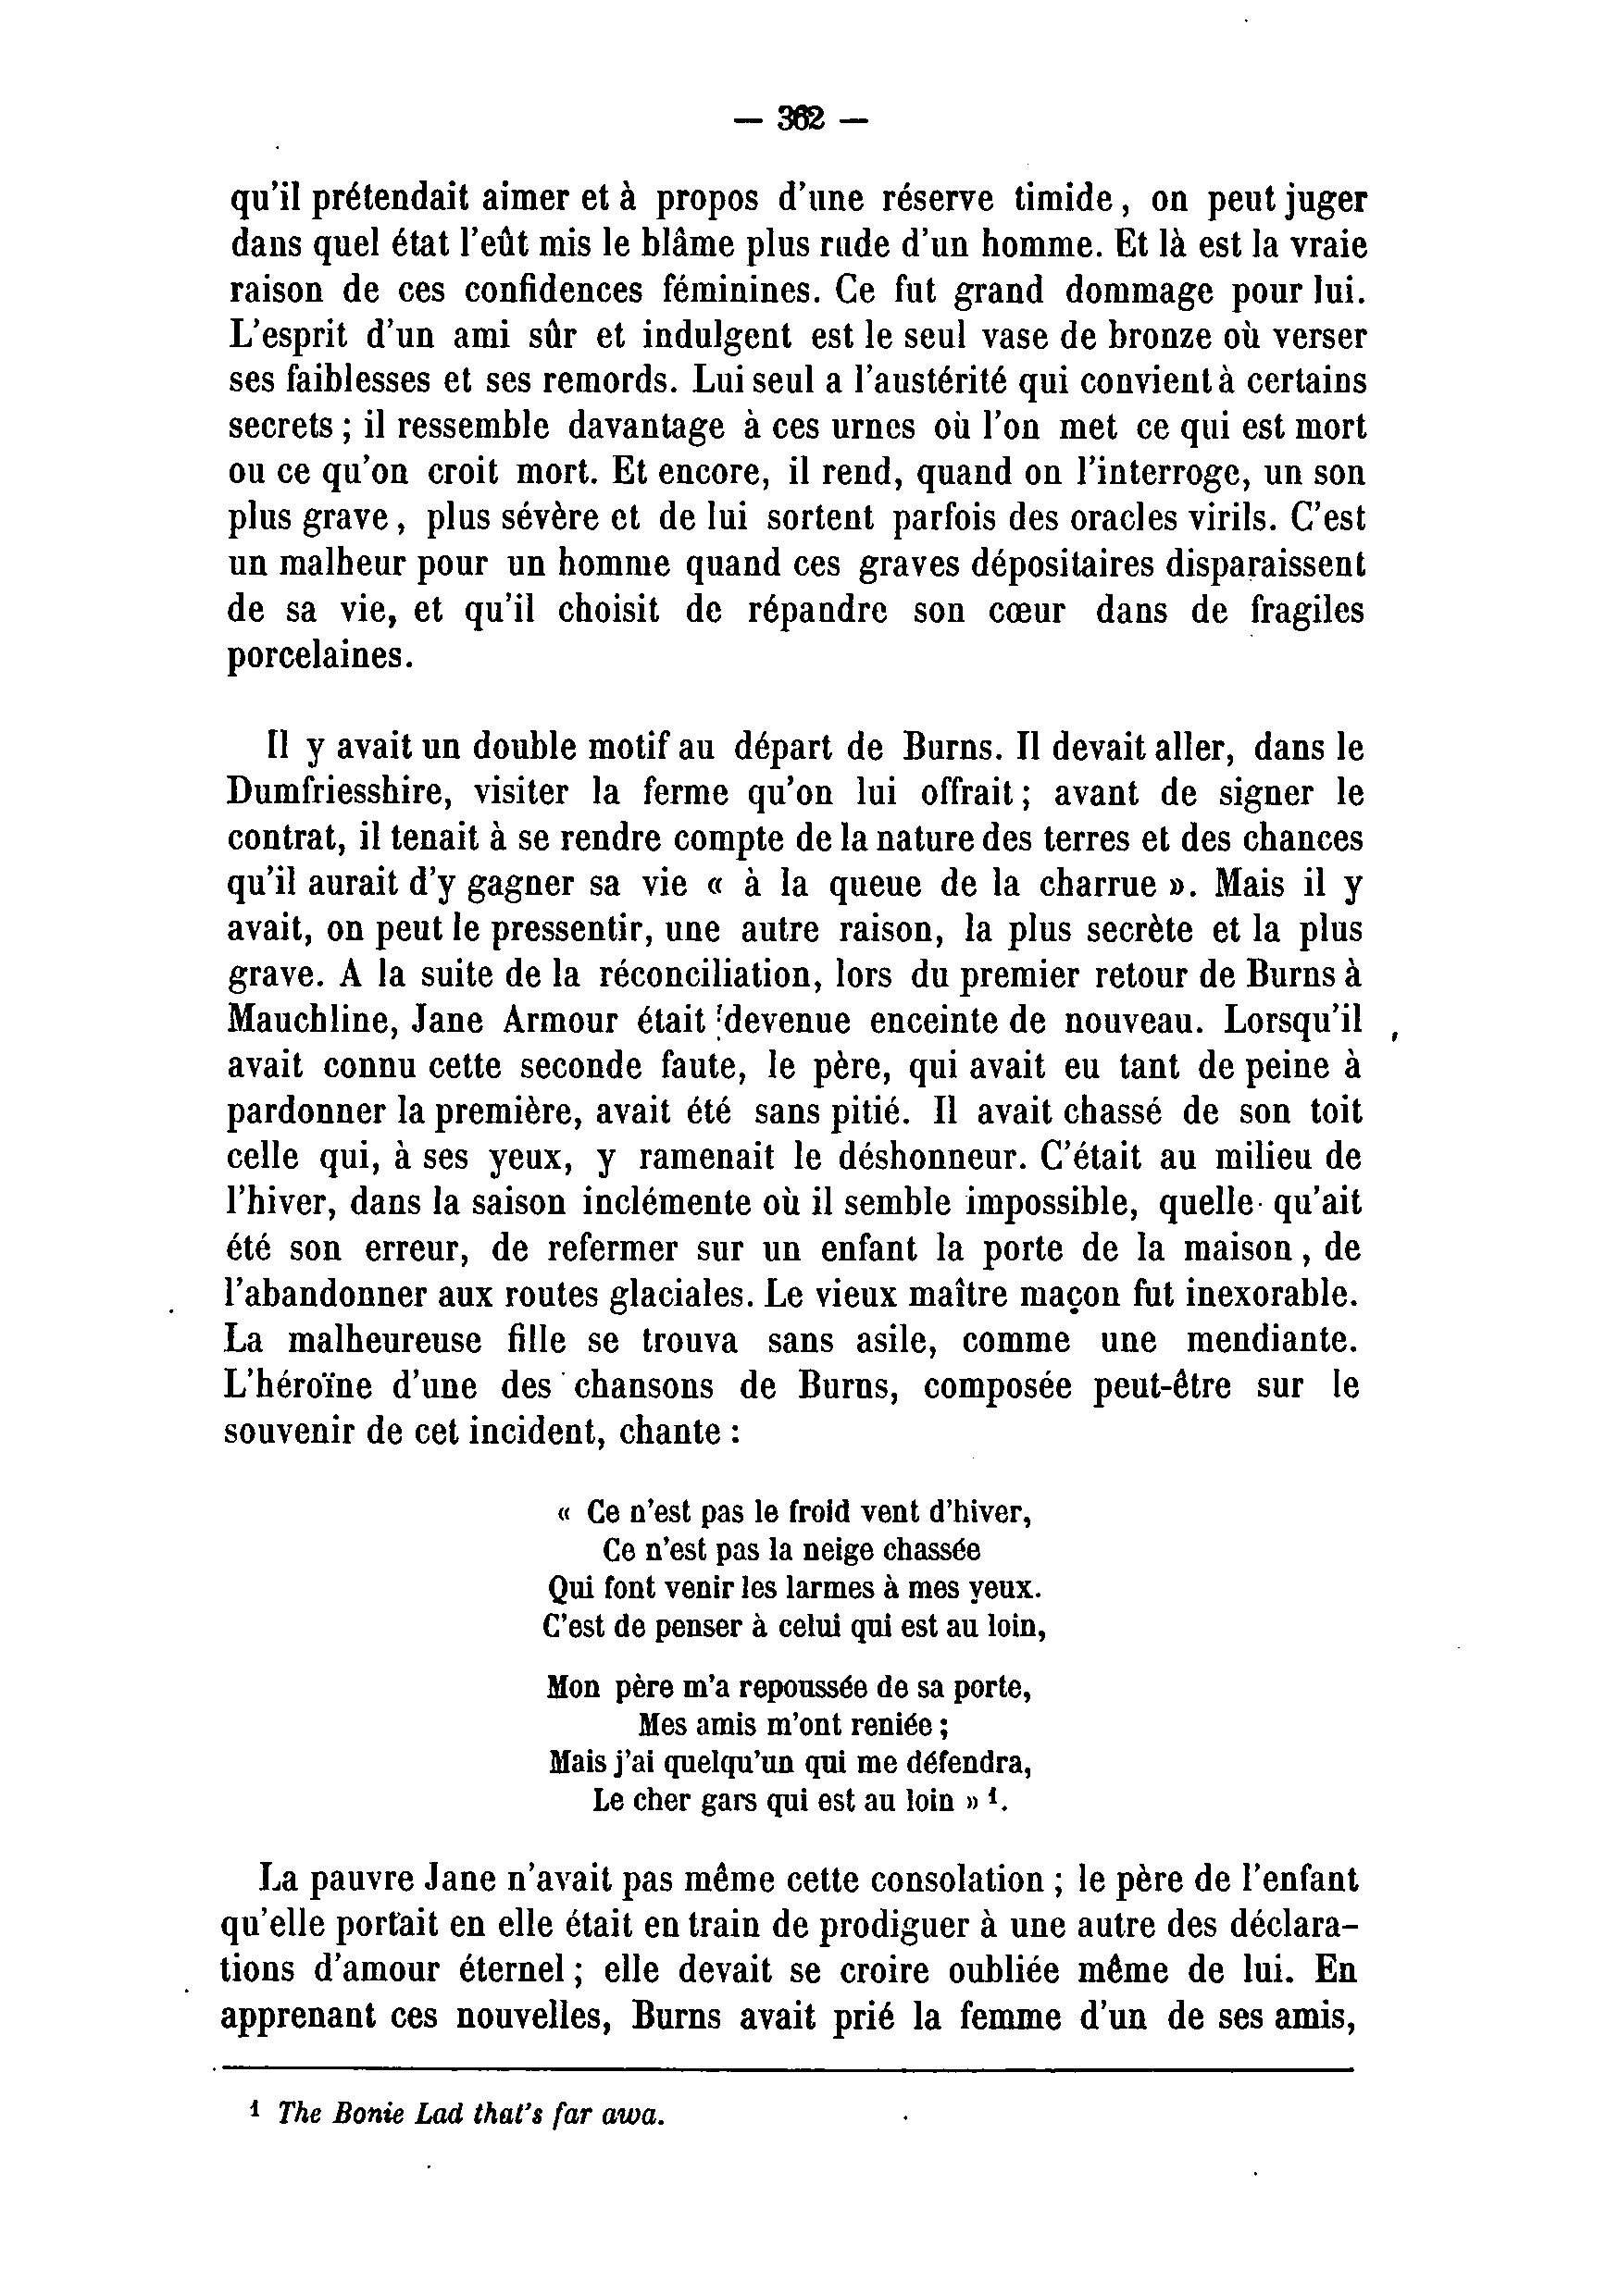 — 362 —
qu'il prétendait aimer et à propos d'une réserve timide, on peut juger
dans quel état l'eût mis le blâme plus rude d'un homme. Et là est la vraie
raison de ces confidences féminines. Ce fut grand dommage pour lui.
L'esprit d'un ami sûr et indulgent est le seul vase de bronze où verser
ses faiblesses et ses remords. Lui seul a l'austérité qui convient à certains
secrets ; il ressemble davantage à ces urnes où l'on met ce qui est mort
ou ce qu'on croit mort. Et encore, il rend, quand on l'interroge, un son
plus grave, plus sévère et de lui sortent parfois des oracles virils. C'est
un malheur pour un homme quand ces graves dépositaires disparaissent
de sa vie, et qu'il choisit de répandre son cœur dans de fragiles
porcelaines.
Il y avait un double motif au départ de Burns. Il devait aller, dans le
Dumfriesshire, visiter la ferme qu'on lui offrait ; avant de signer le
contrat, il tenait à se rendre compte de la nature des terres et des chances
qu'il aurait d'y gagner sa vie « à la queue de la charrue ». Mais il y
avait, on peut le pressentir, une autre raison, la plus secrète et la plus
grave. A la suite de la réconciliation, lors du premier retour de Burns à
Mauchline, Jane Armour était devenue enceinte de nouveau. Lorsqu'il
avait connu cette seconde faute, le père, qui avait eu tant de peine à
pardonner la première, avait été sans pitié. Il avait chassé de son toit
celle qui, à ses yeux, y ramenait le déshonneur. C'était au milieu de
l'hiver, dans la saison inclémente où il semble impossible, quelle qu'ait
été son erreur, de refermer sur un enfant la porte de la maison, de
l'abandonner aux routes glaciales. Le vieux maître maçon fut inexorable.
La malheureuse fille se trouva sans asile, comme une mendiante.
L'héroïne d'une des chansons de Burns, composée peut-être sur le
souvenir de cet incident, chante :
« Ce n'est pas le froid vent d'hiver,
Ce n'est pas la neige chassée
Qui font venir les larmes à mes yeux.
C'est de penser à celui qui est au loin,
Mon père m'a repoussée de sa porte,
Mes amis m'ont reniée ;
Mais j'ai quelqu'un qui me défendra,
Le cher gars qui est au loin » ¹.
La pauvre Jane n'avait pas même cette consolation ; le père de l'enfant
qu'elle portait en elle était en train de prodiguer à une autre des déclara-
tions d'amour éternel ; elle devait se croire oubliée même de lui. En
apprenant ces nouvelles, Burns avait prié la femme d'un de ses amis,
¹ The Bonie Lad that's far awa.